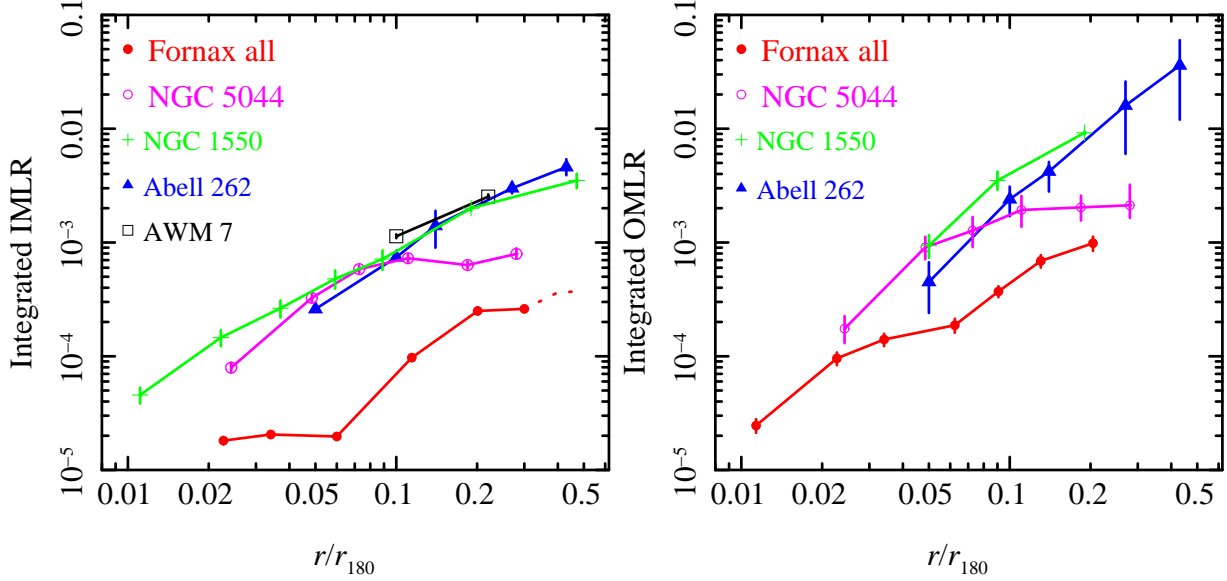 Integrated IMLR
0.1
0.01
10⁻³
10⁻⁴
10⁻⁵
Fornax all
NGC 5044
NGC 1550
Abell 262
AWM 7
0.01 0.02 0.05 0.1 0.2 0.5
r/r₁₈₀
Integrated OMLR
0.1
0.01
10⁻³
10⁻⁴
10⁻⁵
Fornax all
NGC 5044
NGC 1550
Abell 262
0.01 0.02 0.05 0.1 0.2 0.5
r/r₁₈₀